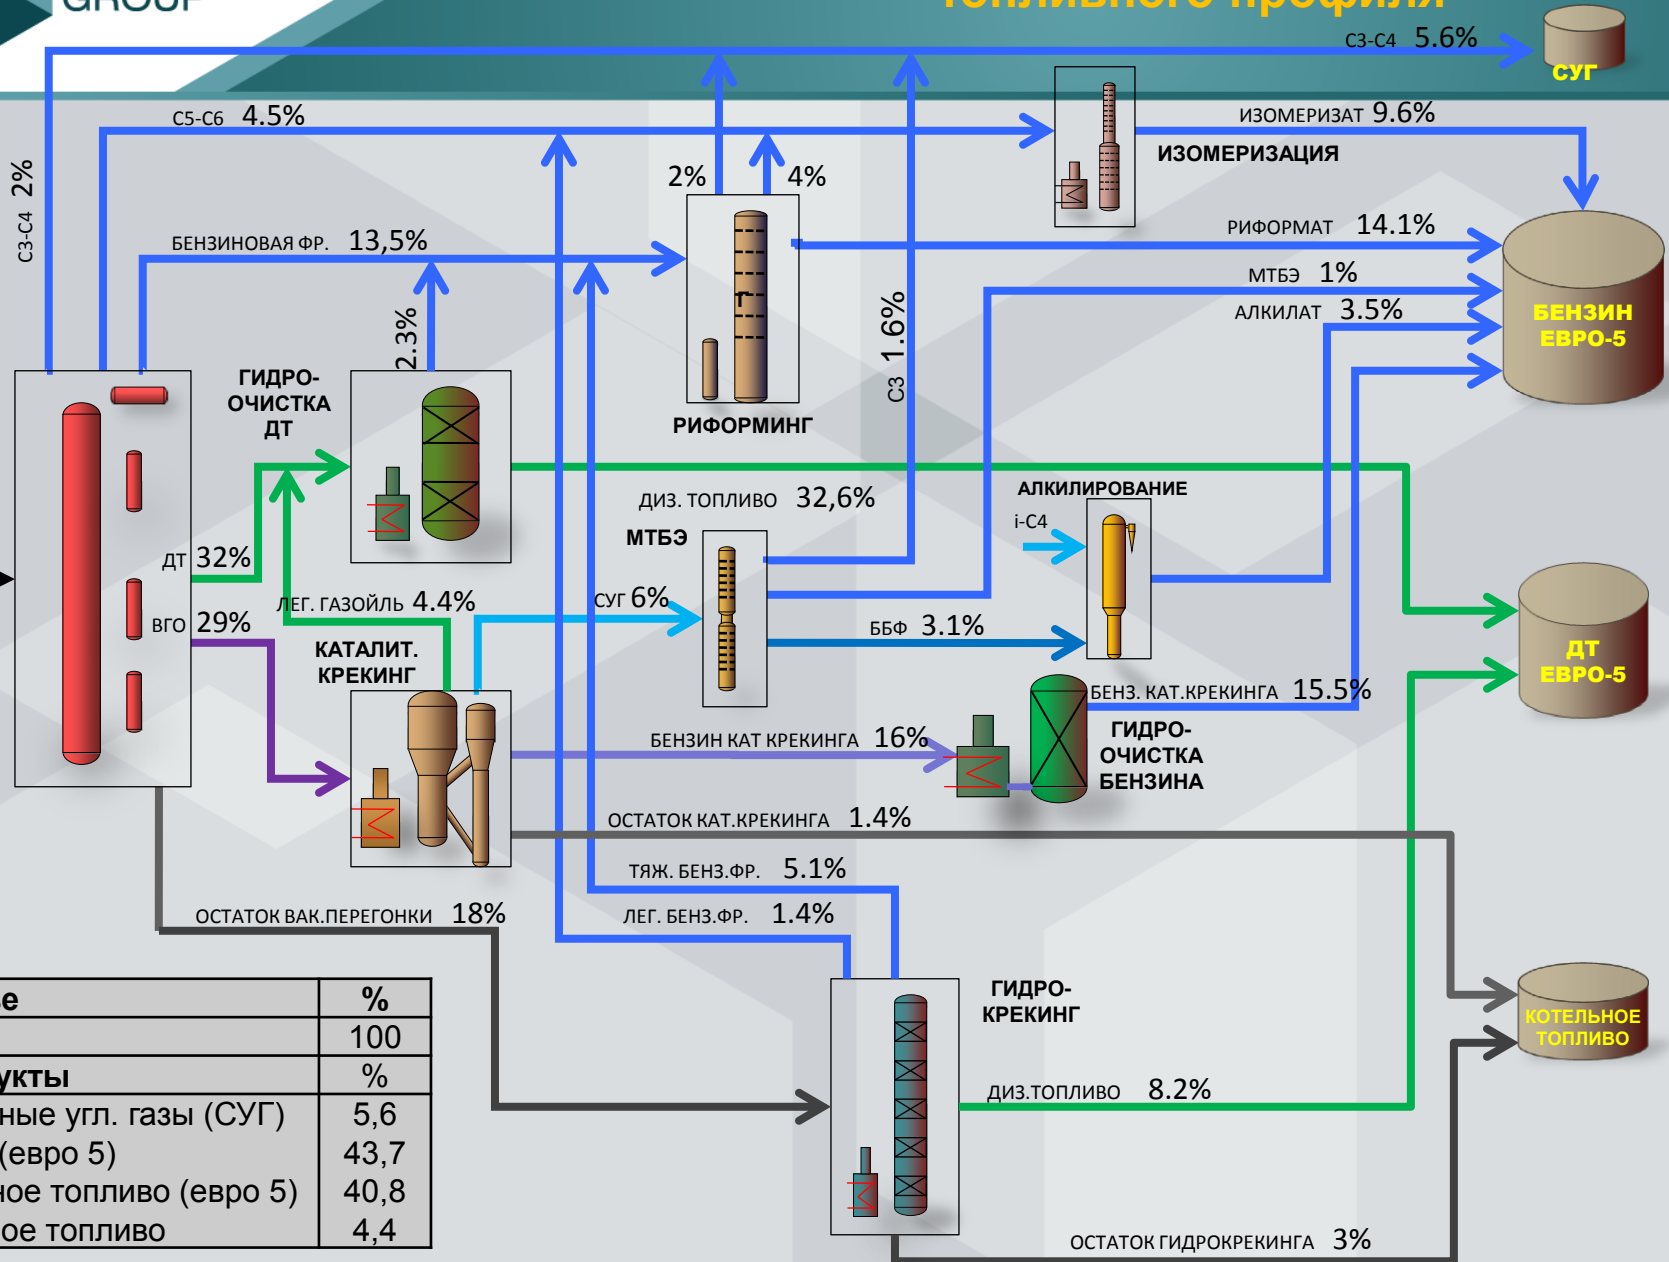 GROUP
ТОПЛИВНОГО ПРОФИЛЯ
С3-С4 5.6%
СУГ
С5-С6 4.5%
ИЗОМЕРИЗАТ 9.6%
ИЗОМЕРИЗАЦИЯ
С3-С4 2%
2%
4%
БЕНЗИНОВАЯ ФР. 13,5%
РИФОРМАТ 14.1%
МТБЭ 1%
АЛКИЛАТ 3.5%
БЕНЗИН
ЕВРО-5
2.3%
С3 1.6%
Г
ГИДРО-
ОЧИСТКА
ДТ
РИФОРМИНГ
ДИЗ. ТОПЛИВО 32,6%
АЛКИЛИРОВАНИЕ
i-C4
МТБЭ
ДТ 32%
ЛЕГ. ГАЗОЙЛЬ 4.4%
СУГ 6%
ВГО 29%
ББФ 3.1%
КАТАЛИТ.
КРЕКИНГ
ДТ
ЕВРО-5
БЕНЗ. КАТ.КРЕКИНГА 15.5%
БЕНЗИН КАТ КРЕКИНГА 16%
ГИДРО-
ОЧИСТКА
БЕНЗИНА
ОСТАТОК КАТ.КРЕКИНГА 1.4%
ТЯЖ. БЕНЗ.ФР. 5.1%
ОСТАТОК ВАК.ПЕРЕГОНКИ 18%
ЛЕГ. БЕНЗ.ФР. 1.4%
ГИДРО-
КРЕКИНГ
КОТЕЛЬНОЕ
ТОПЛИВО
ДИЗ.ТОПЛИВО 8.2%
ОСТАТОК ГИДРОКРЕКИНГА 3%
%
100
%
угл. газы (СУГ) 5,6
(евро 5) 43,7
топливо (евро 5) 40,8
топливо 4,4